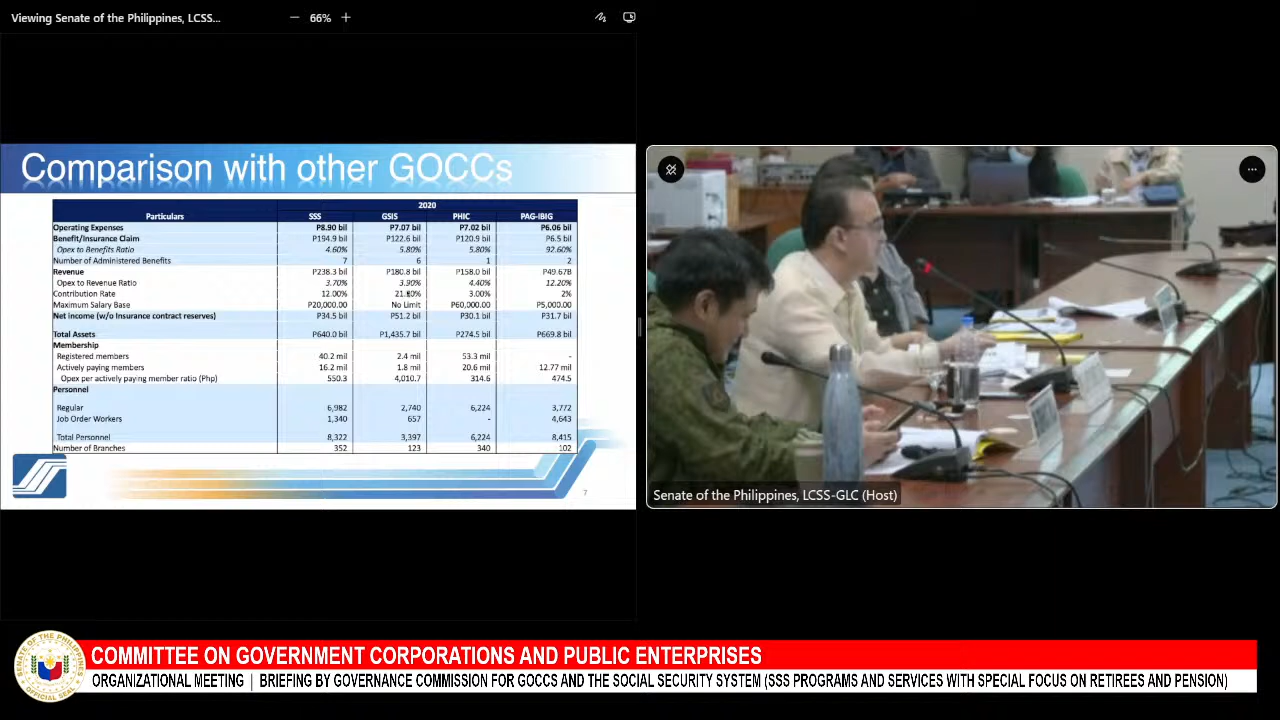 Viewing Senate of the Philippines, LCSS...
66%
Comparison with other GOCCs
2020
Particulars SSS GSIS PHIC PAG-IBIG
Operating Expenses P8.90 bil P7.07 bil P7.02 bil P6.06 bil
Benefit/Insurance Claim P194.9 bil P122.6 bil P120.9 bil P6.5 bil
Opex to Benefits Ratio 4.60% 5.80% 5.80% 92.60%
Number of Administered Benefits 7 6 1 2
Revenue P238.3 bil P180.8 bil P158.0 bil P49.67B
Opex to Revenue Ratio 3.70% 3.90% 4.40% 12.20%
Contribution Rate 12.00% 21.00% 3.00% 2%
Maximum Salary Base P20,000.00 No Limit P60,000.00 P5,000.00
Net Income (w/o Insurance contract reserves) P34.5 bil P51.2 bil P30.1 bil P31.7 bil
Total Assets P640.0 bil P1,435.7 bil P274.5 bil P669.8 bil
Membership
Registered members 40.2 mil 2.4 mil 53.3 mil -
Actively paying members 16.2 mil 1.8 mil 20.6 mil 12.77 mil
Opex per actively paying member ratio (Php) 550.3 4,010.7 314.6 474.5
Personnel
Regular 6,982 2,740 6,224 3,772
Job Order Workers 1,340 657 - 4,643
Total Personnel 8,322 3,397 6,224 8,415
Number of Branches 352 123 340 102
7
Senate of the Philippines, LCSS-GLC (Host)
SENATE OF THE PHILIPPINES
OFFICIAL SEAL
COMMITTEE ON GOVERNMENT CORPORATIONS AND PUBLIC ENTERPRISES
ORGANIZATIONAL MEETING | BRIEFING BY GOVERNANCE COMMISSION FOR GOCCS AND THE SOCIAL SECURITY SYSTEM (SSS PROGRAMS AND SERVICES WITH SPECIAL FOCUS ON RETIREES AND PENSION)